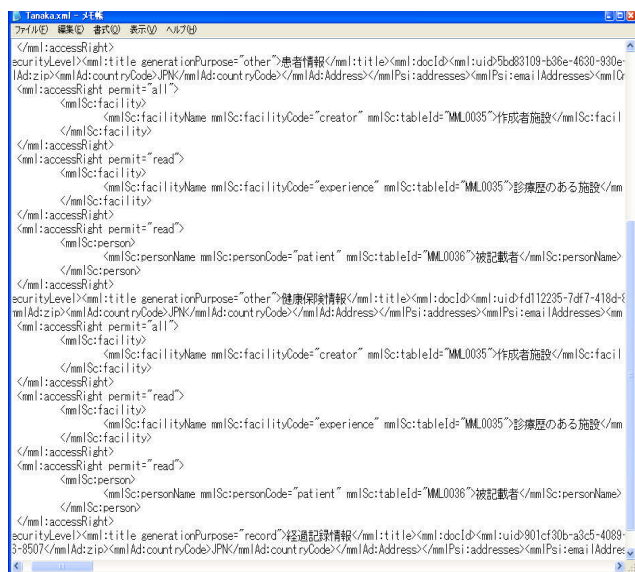 Tanaka.xml - メモ帳
ファイル(F) 編集(E) 書式(O) 表示(V) ヘルプ(H)
</mml:accessRight>
ecurityLevel><mml:title generationPurpose="other">患者情報</mml:title><mml:docId><mml:uid>5bd83109-b36e-4630-930e-
lAd:zip><mmlAd:countryCode>JPN</mmlAd:countryCode></mmlAd:Address></mmlPsi:addresses><mmlPsi:emailAddresses><mmlCr
<mml:accessRight permit="all">
<mmlSc:facility>
<mmlSc:facilityName mmlSc:facilityCode="creator" mmlSc:tableId="MML0035">作成者施設</mmlSc:facil
</mmlSc:facility>
</mml:accessRight>
<mml:accessRight permit="read">
<mmlSc:facility>
<mmlSc:facilityName mmlSc:facilityCode="experience" mmlSc:tableId="MML0035">診療歴のある施設</mm
</mmlSc:facility>
</mml:accessRight>
<mml:accessRight permit="read">
<mmlSc:person>
<mmlSc:personName mmlSc:personCode="patient" mmlSc:tableId="MML0036">被記載者</mmlSc:personName>
</mmlSc:person>
</mml:accessRight>
ecurityLevel><mml:title generationPurpose="other">健康保険情報</mml:title><mml:docId><mml:uid>fd112235-7df7-418d-8
mlAd:zip><mmlAd:countryCode>JPN</mmlAd:countryCode></mmlAd:Address></mmlPsi:addresses><mmlPsi:emailAddresses><mm
<mml:accessRight permit="all">
<mmlSc:facility>
<mmlSc:facilityName mmlSc:facilityCode="creator" mmlSc:tableId="MML0035">作成者施設</mmlSc:facil
</mmlSc:facility>
</mml:accessRight>
<mml:accessRight permit="read">
<mmlSc:facility>
<mmlSc:facilityName mmlSc:facilityCode="experience" mmlSc:tableId="MML0035">診療歴のある施設</mm
</mmlSc:facility>
</mml:accessRight>
<mml:accessRight permit="read">
<mmlSc:person>
<mmlSc:personName mmlSc:personCode="patient" mmlSc:tableId="MML0036">被記載者</mmlSc:personName>
</mmlSc:person>
</mml:accessRight>
ecurityLevel><mml:title generationPurpose="record">経過記録情報</mml:title><mml:docId><mml:uid>901cf30b-a3c5-4089-
3-8507</mmlAd:zip><mmlAd:countryCode>JPN</mmlAd:countryCode></mmlAd:Address></mmlPsi:addresses><mmlPsi:emailAddres